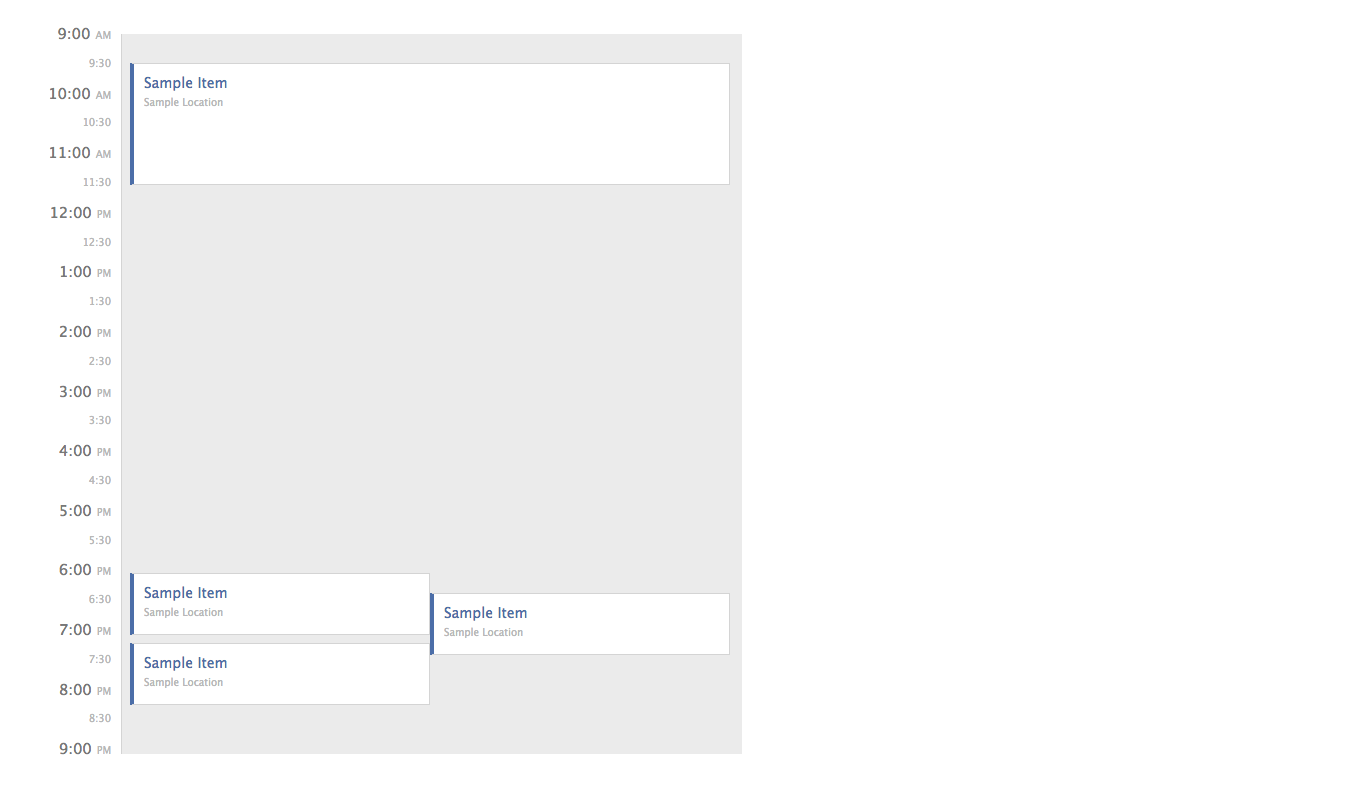 9:00 AM
9:30
Sample Item
10:00 AM
Sample Location
10:30
11:00 AM
11:30
12:00 PM
12:30
1:00 PM
1:30
2:00 PM
2:30
3:00 PM
3:30
4:00 PM
4:30
5:00 PM
5:30
6:00 PM
Sample Item
Sample Location
6:30
Sample Item
Sample Location
7:00 PM
7:30
Sample Item
Sample Location
8:00 PM
8:30
9:00 PM